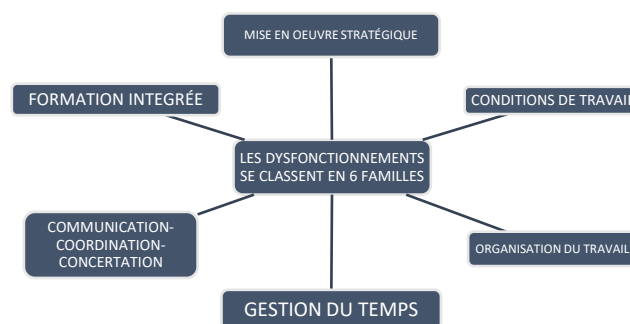 MISE EN OEUVRE STRATÉGIQUE
FORMATION INTEGRÉE
CONDITIONS DE TRAVAIL
LES DYSFONCTIONNEMENTS
SE CLASSENT EN 6 FAMILLES
COMMUNICATION-
COORDINATION-
CONCERTATION
ORGANISATION DU TRAVAIL
GESTION DU TEMPS